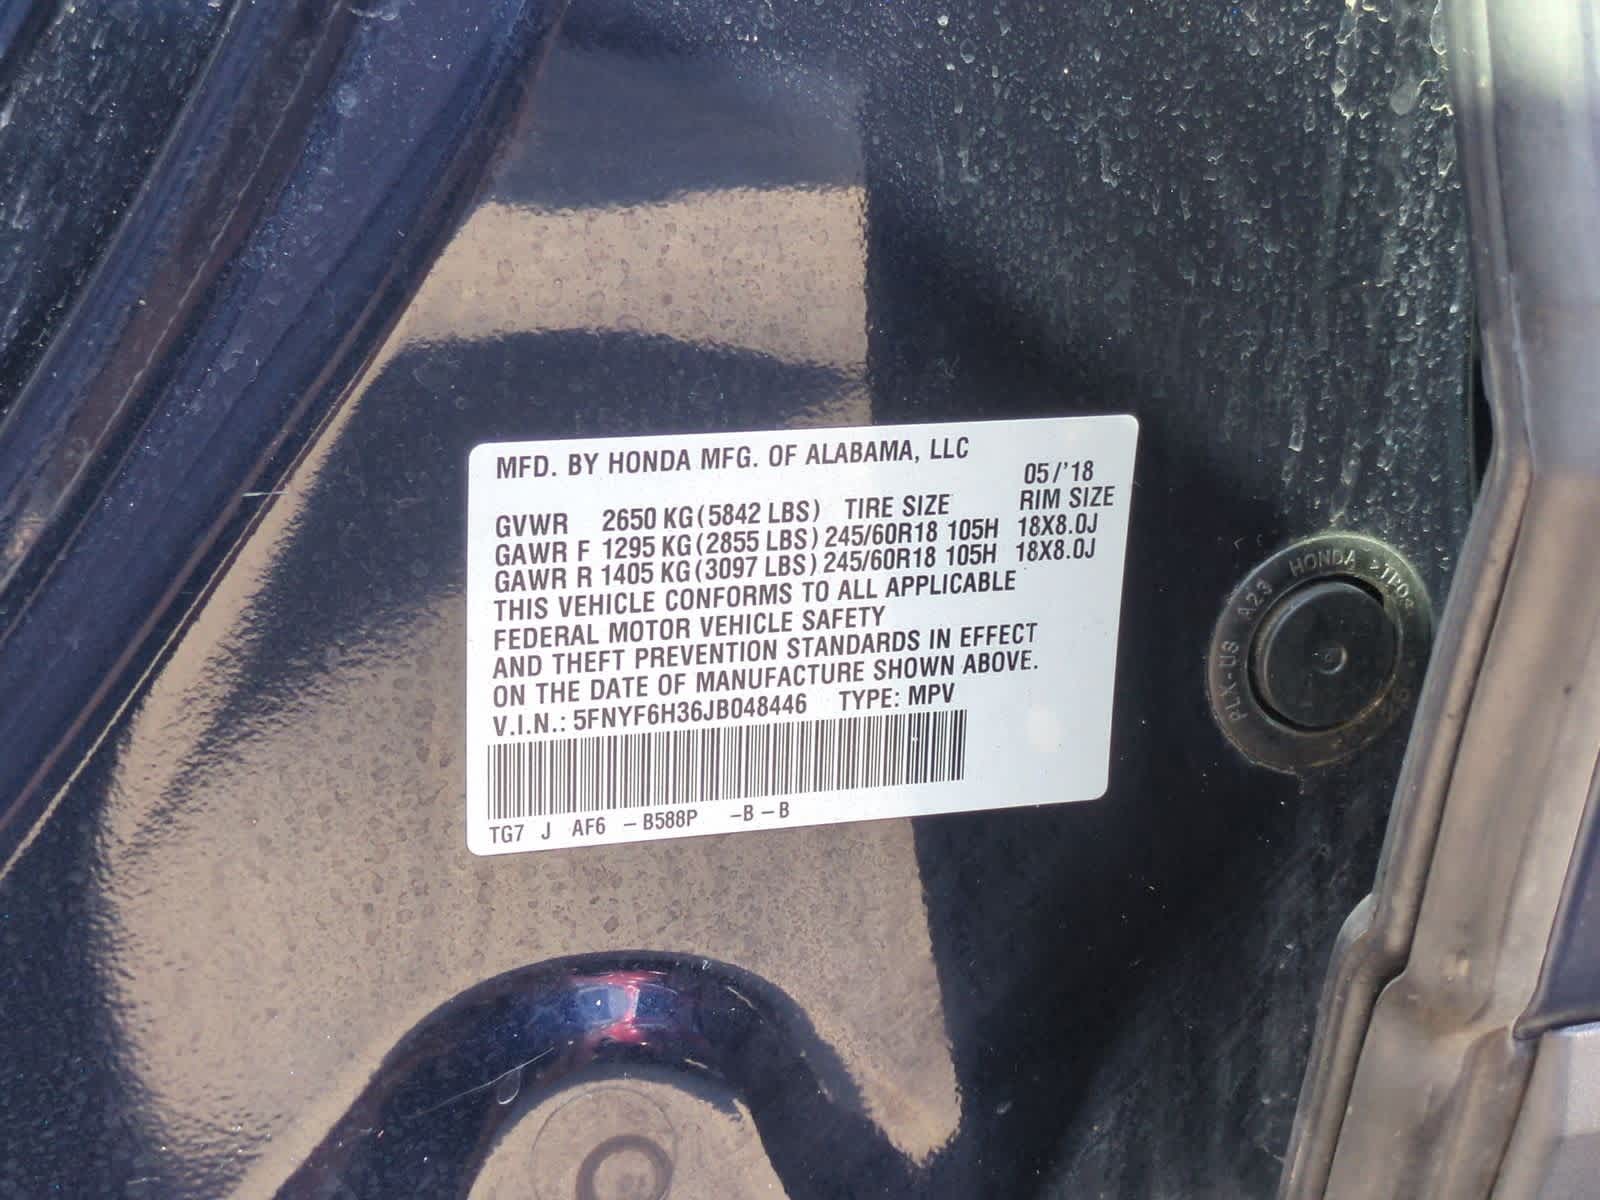 MFD. BY HONDA MFG. OF ALABAMA, LLC
05/'18
GVWR 2650 KG (5842 LBS) TIRE SIZE RIM SIZE
GAWR F 1295 KG (2855 LBS) 245/60R18 105H 18X8.0J
GAWR R 1405 KG (3097 LBS) 245/60R18 105H 18X8.0J
THIS VEHICLE CONFORMS TO ALL APPLICABLE
FEDERAL MOTOR VEHICLE SAFETY
AND THEFT PREVENTION STANDARDS IN EFFECT
ON THE DATE OF MANUFACTURE SHOWN ABOVE.
V.I.N.: 5FNYF6H36JB048446 TYPE: MPV
TG7 J AF6 – B588P –B – B
PLX-US A23 HONDA